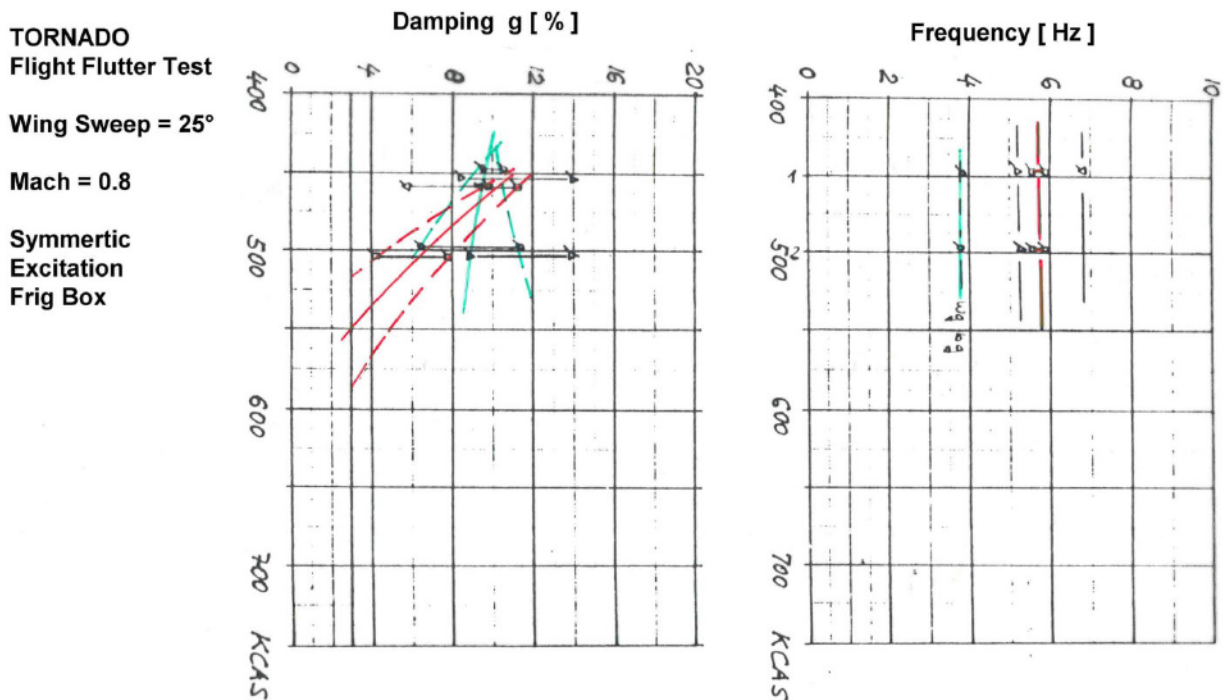 TORNADO
Flight Flutter Test
Wing Sweep = 25°
Mach = 0.8
Symmertic
Excitation
Frig Box
Damping g [ % ]
0 4 8 12 16 20
400
500
600
700
KCAS
Frequency [ Hz ]
0 2 4 6 8 10
400
1
500
2
600
700
KCAS